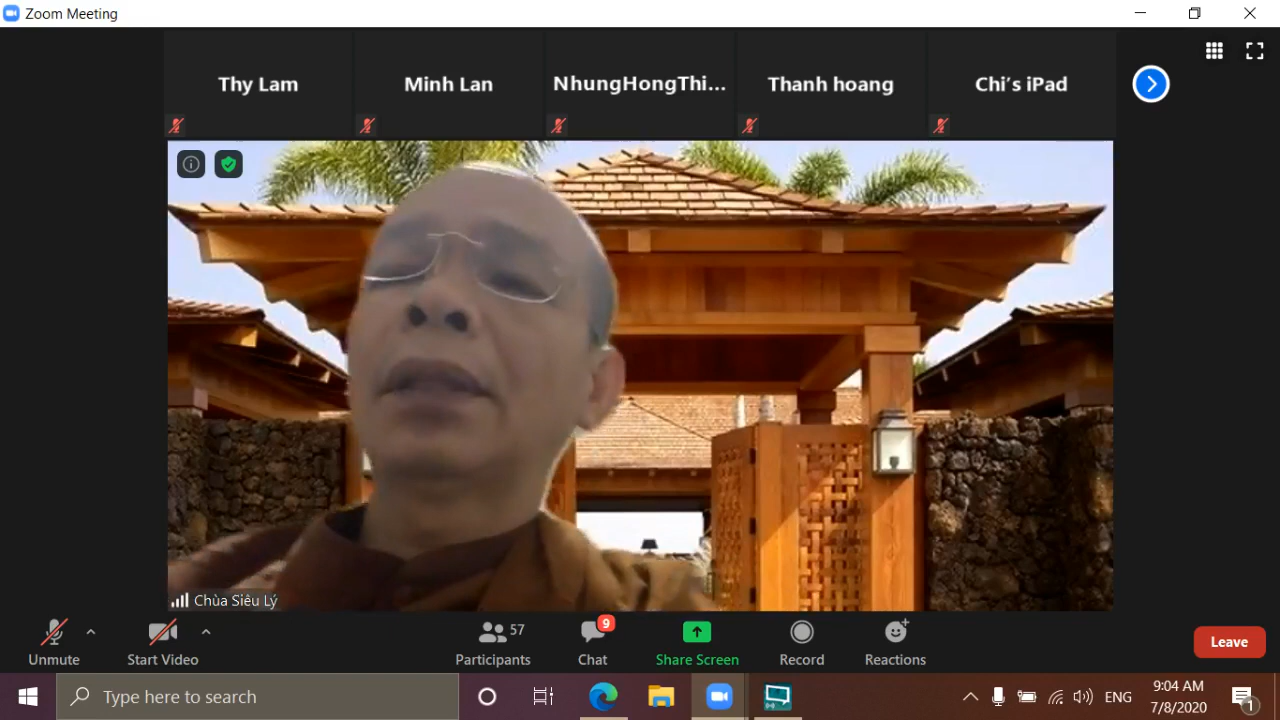 Zoom Meeting
Thy Lam
Minh Lan
NhungHongThi...
Thanh hoang
Chi's iPad
Chùa Siêu Lý
Unmute
Start Video
57
Participants
9
Chat
Share Screen
Record
Reactions
Leave
Type here to search
ENG
9:04 AM
7/8/2020
1